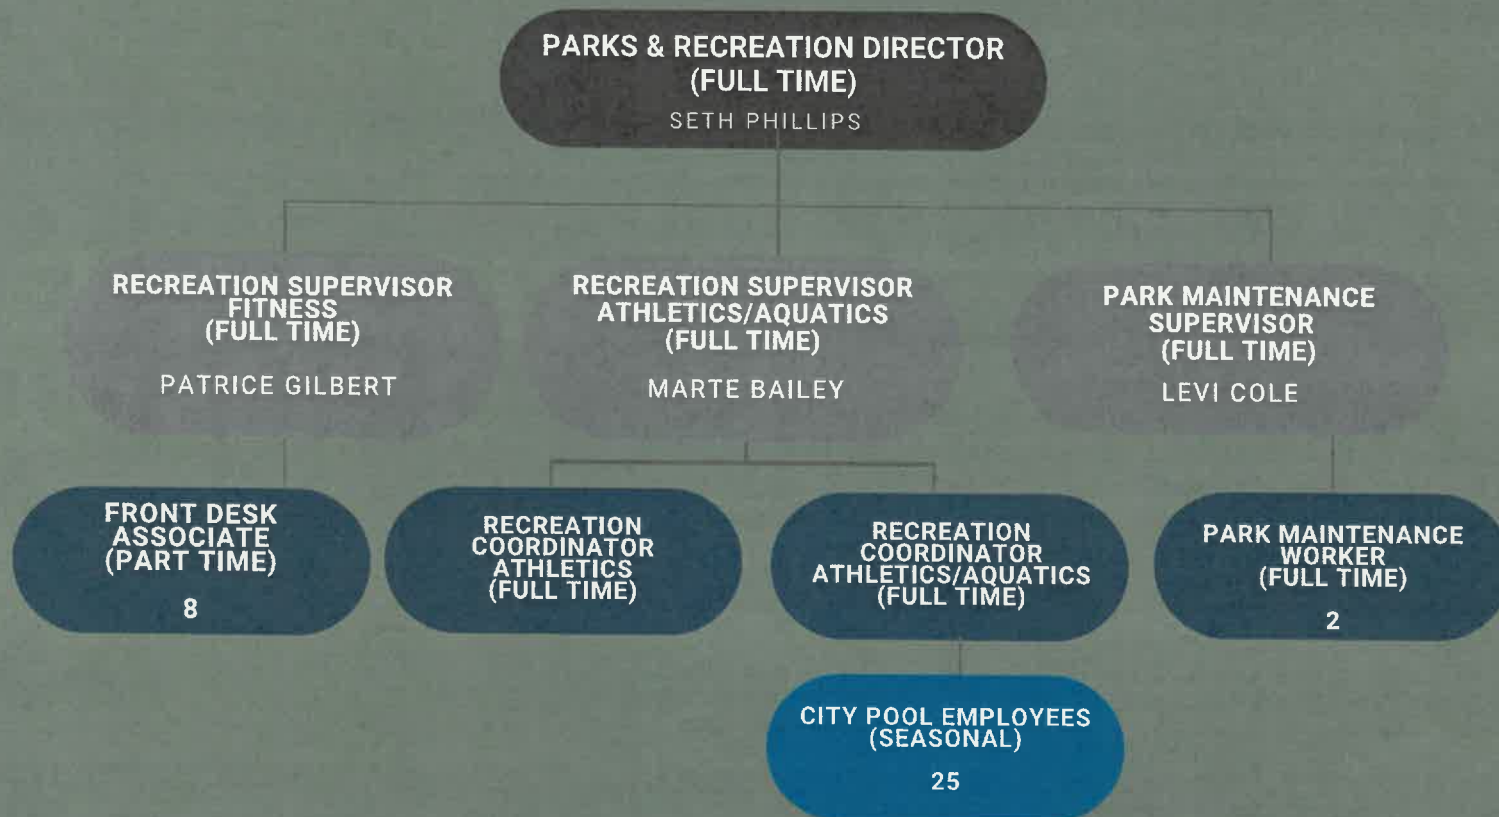 PARKS & RECREATION DIRECTOR
(FULL TIME)
SETH PHILLIPS
RECREATION SUPERVISOR
FITNESS
(FULL TIME)
PATRICE GILBERT
RECREATION SUPERVISOR
ATHLETICS/AQUATICS
(FULL TIME)
MARTE BAILEY
PARK MAINTENANCE
SUPERVISOR
(FULL TIME)
LEVI COLE
FRONT DESK
ASSOCIATE
(PART TIME)
8
RECREATION
COORDINATOR
ATHLETICS
(FULL TIME)
RECREATION
COORDINATOR
ATHLETICS/AQUATICS
(FULL TIME)
PARK MAINTENANCE
WORKER
(FULL TIME)
2
CITY POOL EMPLOYEES
(SEASONAL)
25